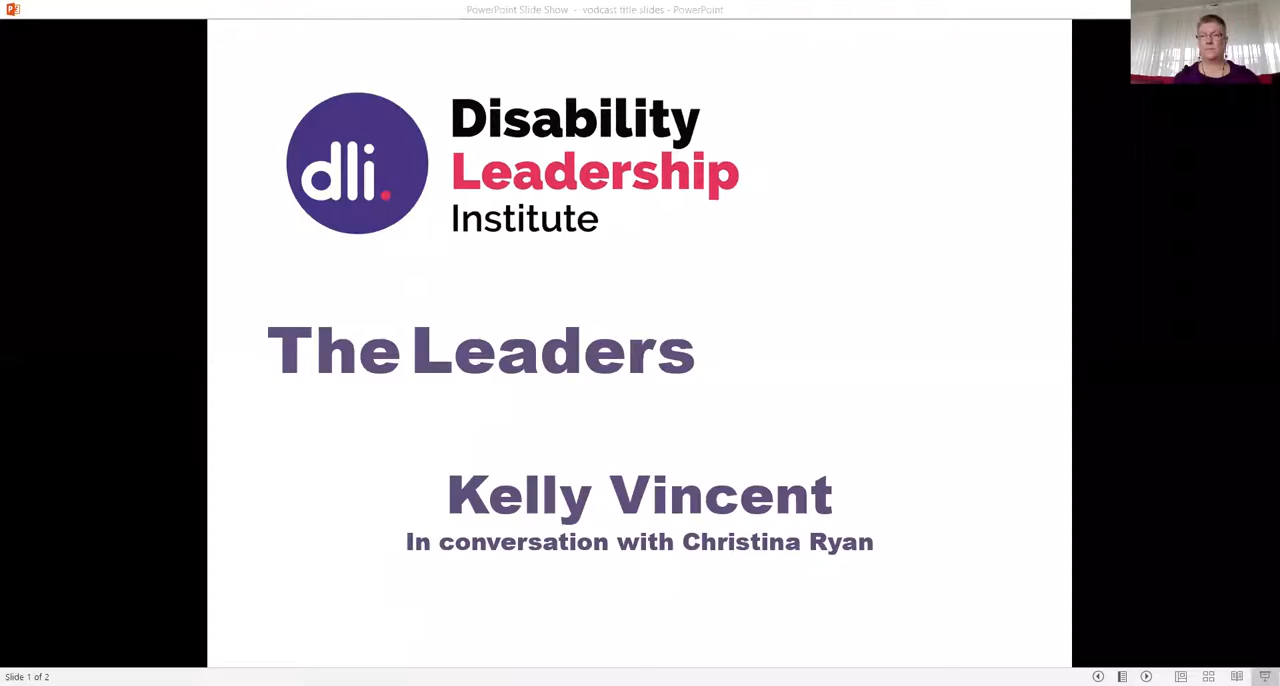 PowerPoint Slide Show - vodcast title slides - PowerPoint
dli.
Disability
Leadership
Institute
The Leaders
Kelly Vincent
In conversation with Christina Ryan
Slide 1 of 2